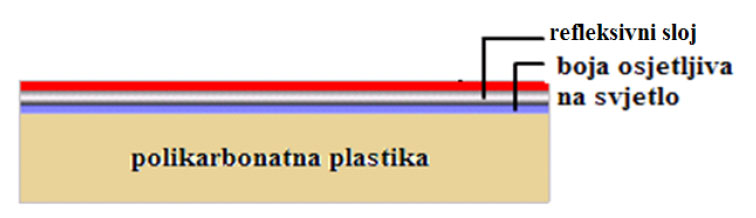 refleksivni sloj
boja osjetljiva
na svjetlo
polikarbonatna plastika